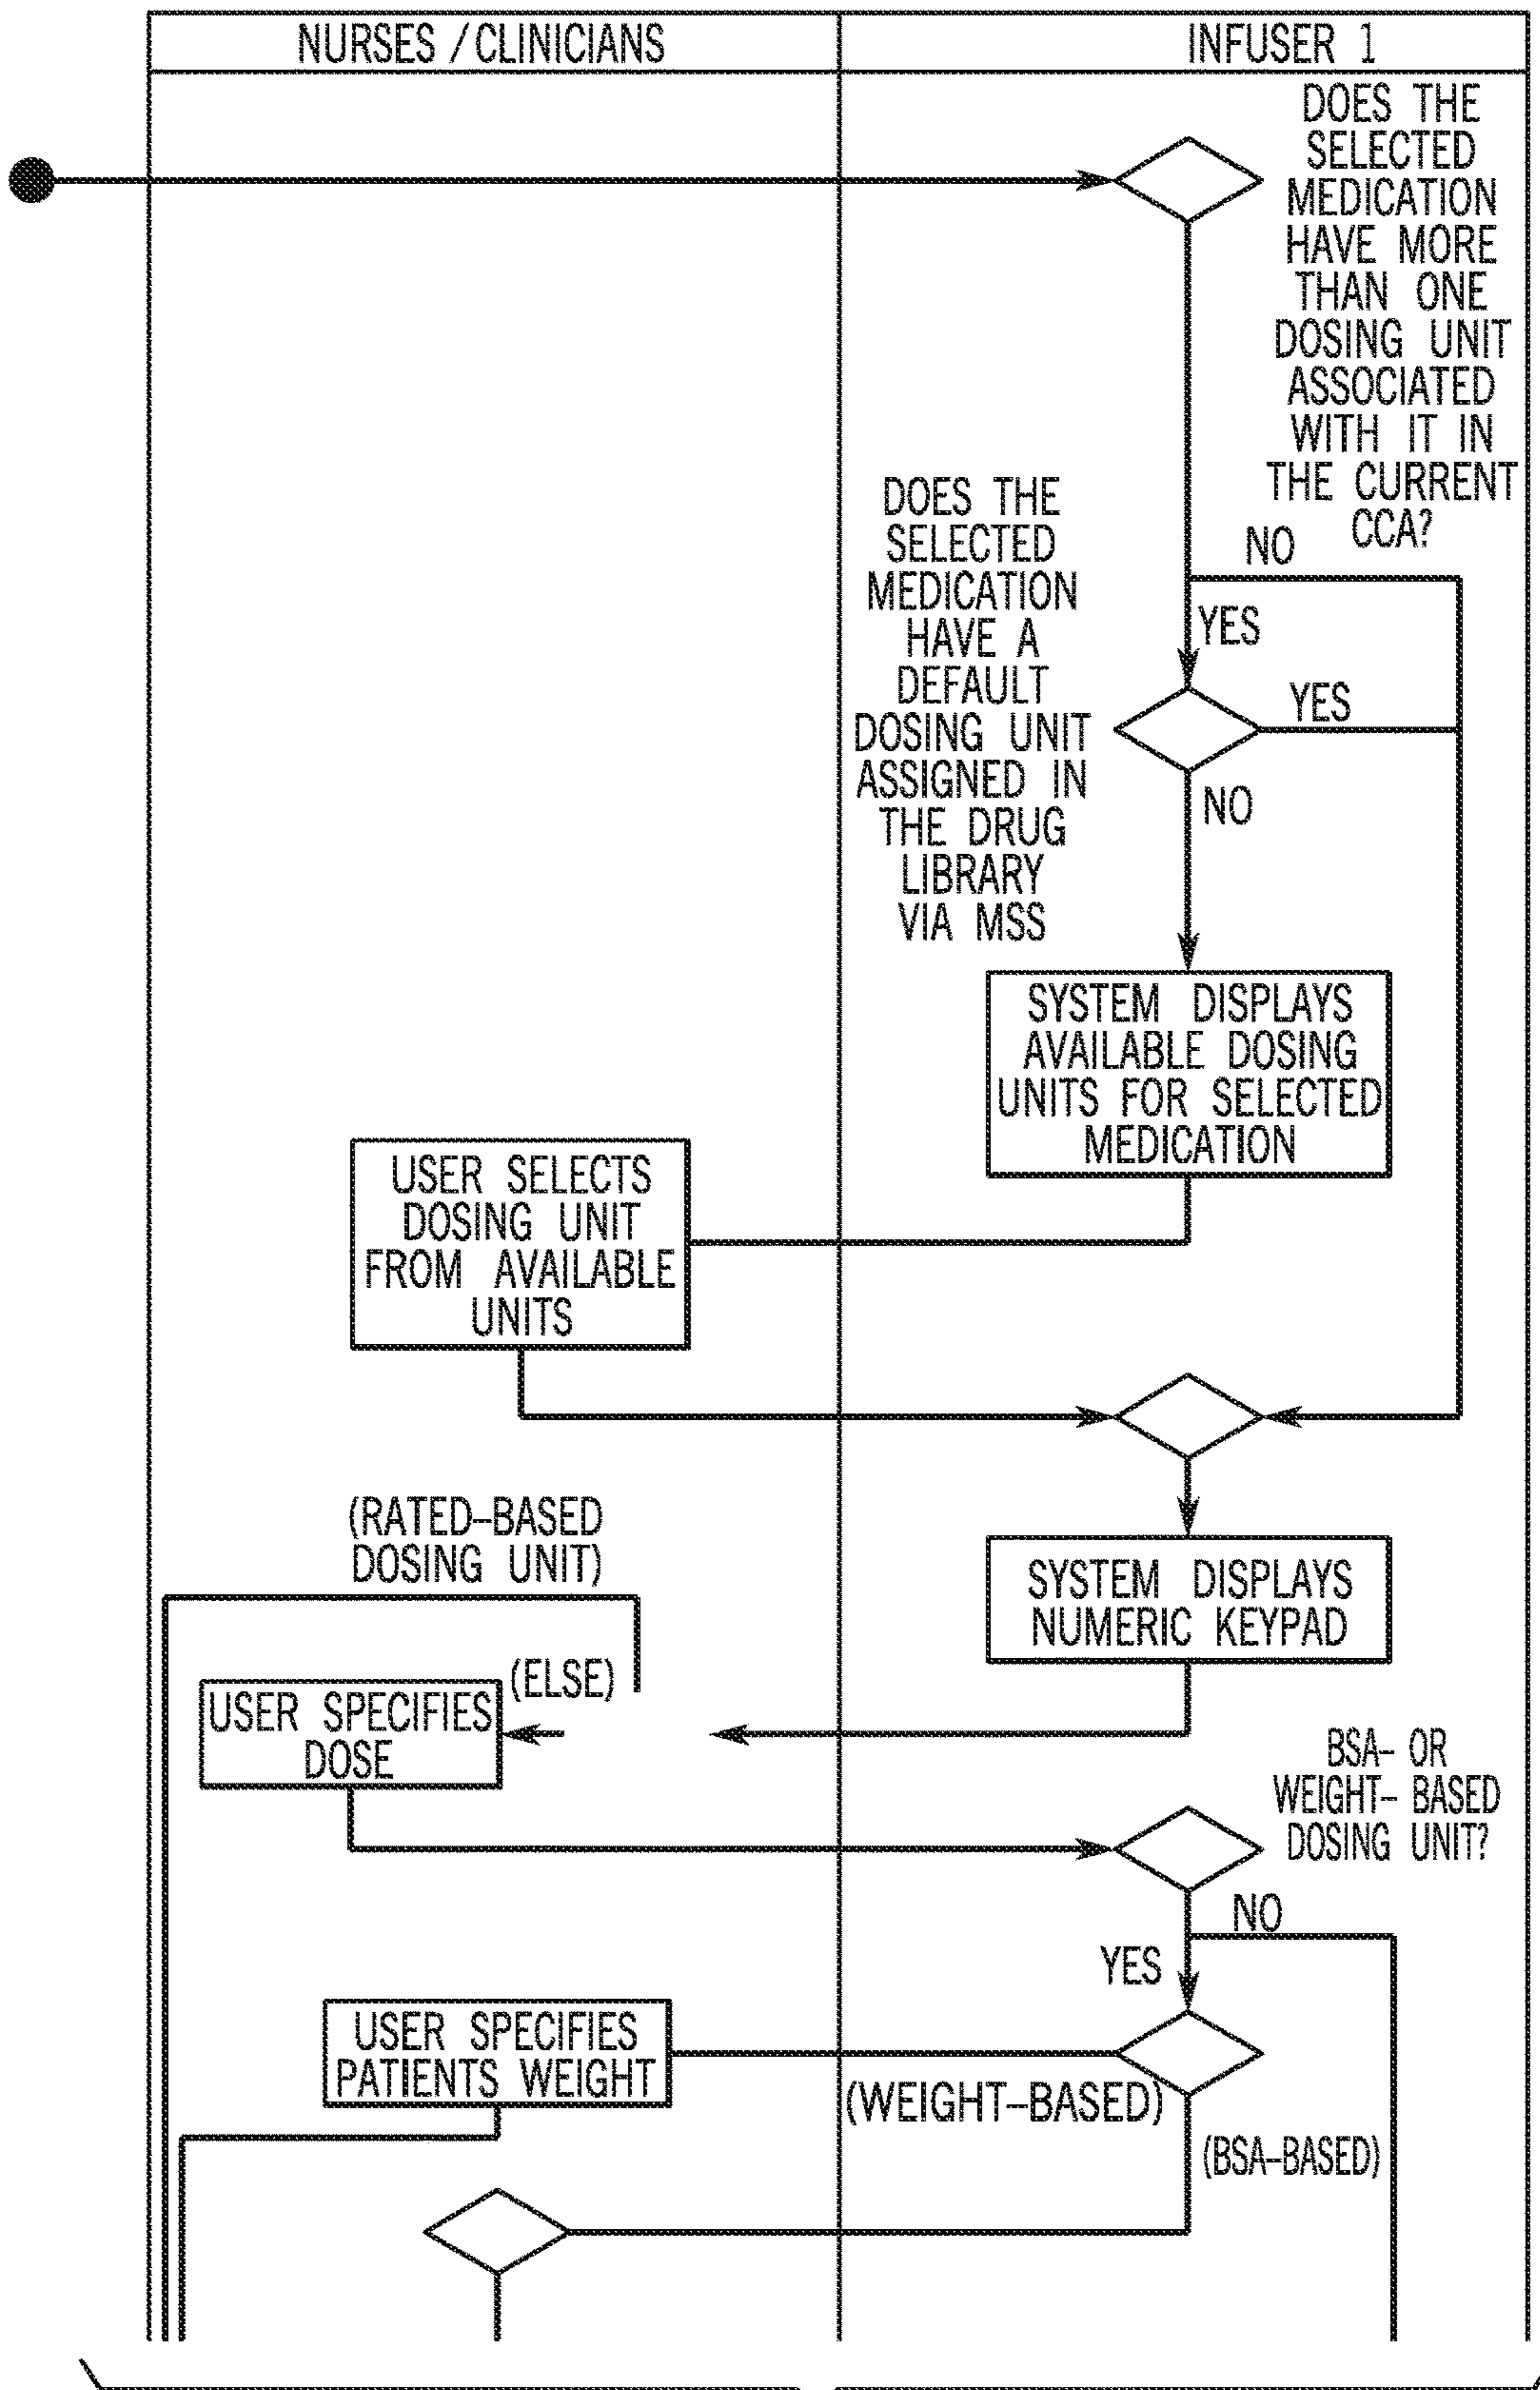 NURSES / CLINICIANS
INFUSER 1
DOES THE
SELECTED
MEDICATION
HAVE MORE
THAN ONE
DOSING UNIT
ASSOCIATED
WITH IT IN
THE CURRENT
CCA?
NO
YES
DOES THE
SELECTED
MEDICATION
HAVE A
DEFAULT
DOSING UNIT
ASSIGNED IN
THE DRUG
LIBRARY
VIA MSS
YES
NO
SYSTEM DISPLAYS
AVAILABLE DOSING
UNITS FOR SELECTED
MEDICATION
USER SELECTS
DOSING UNIT
FROM AVAILABLE
UNITS
(RATED-BASED
DOSING UNIT)
SYSTEM DISPLAYS
NUMERIC KEYPAD
(ELSE)
USER SPECIFIES
DOSE
BSA- OR
WEIGHT- BASED
DOSING UNIT?
NO
YES
USER SPECIFIES
PATIENTS WEIGHT
(WEIGHT-BASED)
(BSA-BASED)